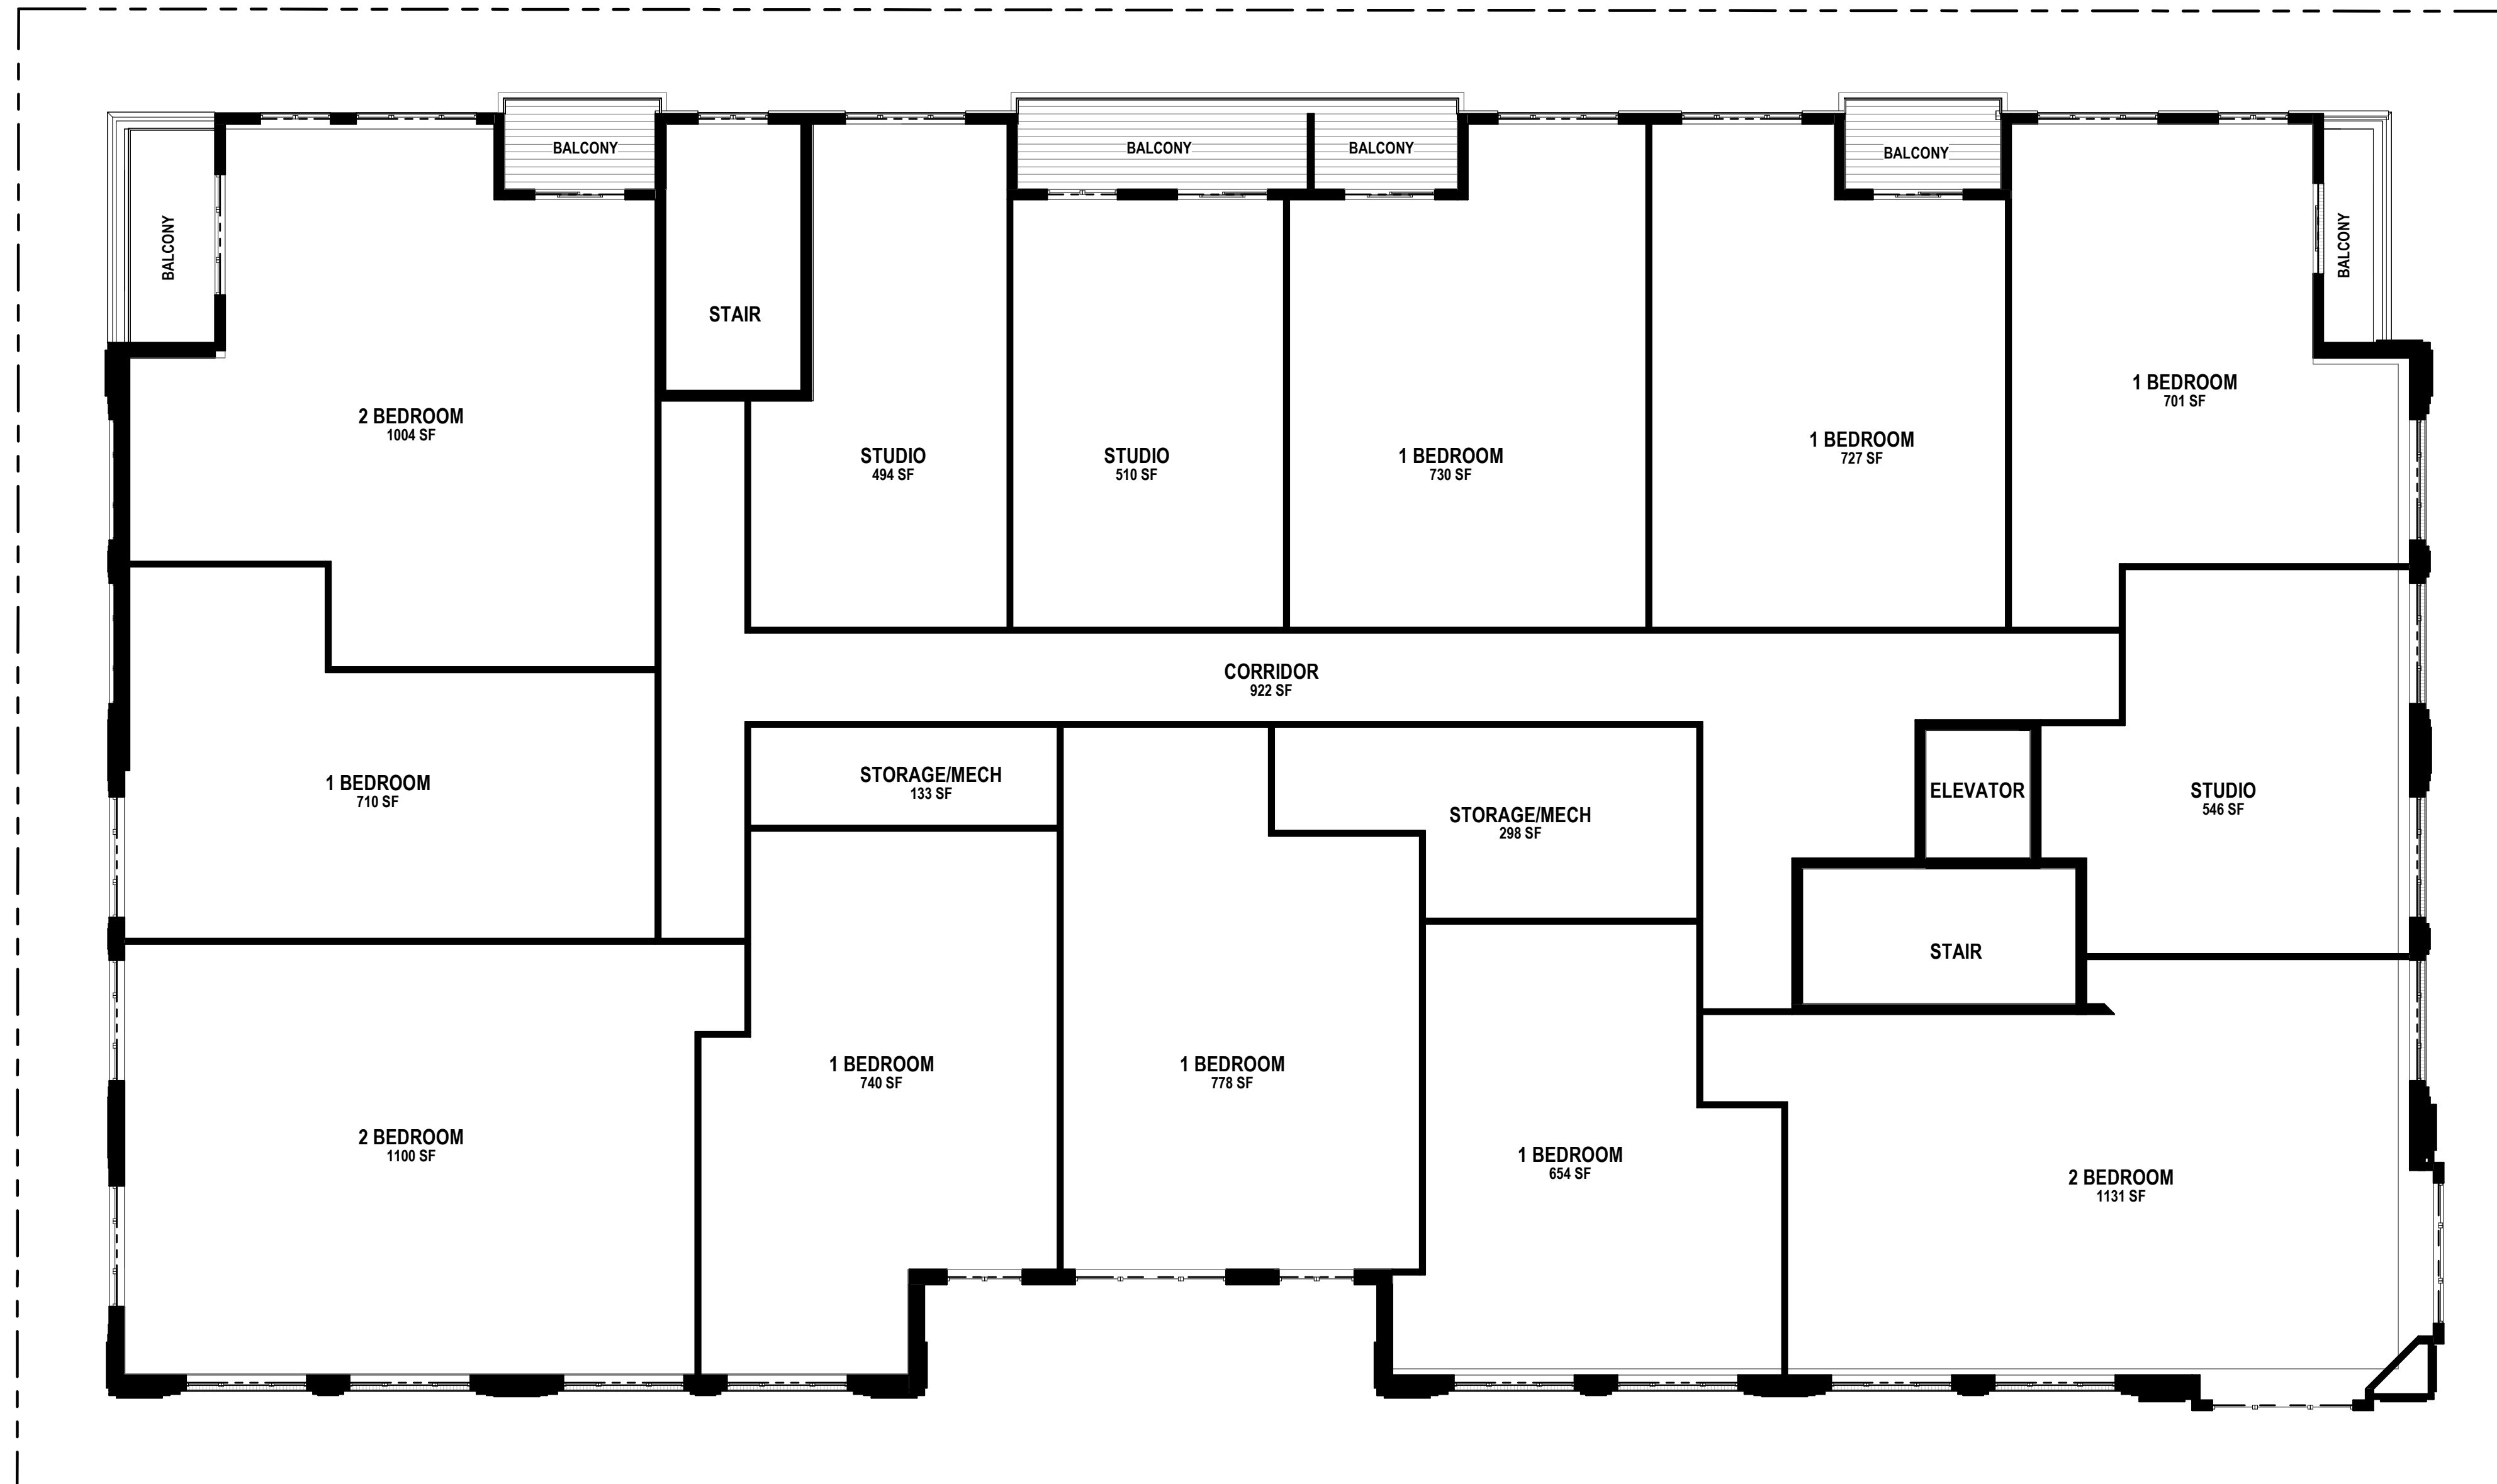 BALCONY
BALCONY
BALCONY
BALCONY
BALCONY
BALCONY
STAIR
2 BEDROOM
1004 SF
STUDIO
494 SF
STUDIO
510 SF
1 BEDROOM
730 SF
1 BEDROOM
727 SF
1 BEDROOM
701 SF
CORRIDOR
922 SF
1 BEDROOM
710 SF
STORAGE/MECH
133 SF
STORAGE/MECH
298 SF
ELEVATOR
STUDIO
546 SF
STAIR
2 BEDROOM
1100 SF
1 BEDROOM
740 SF
1 BEDROOM
778 SF
1 BEDROOM
654 SF
2 BEDROOM
1131 SF